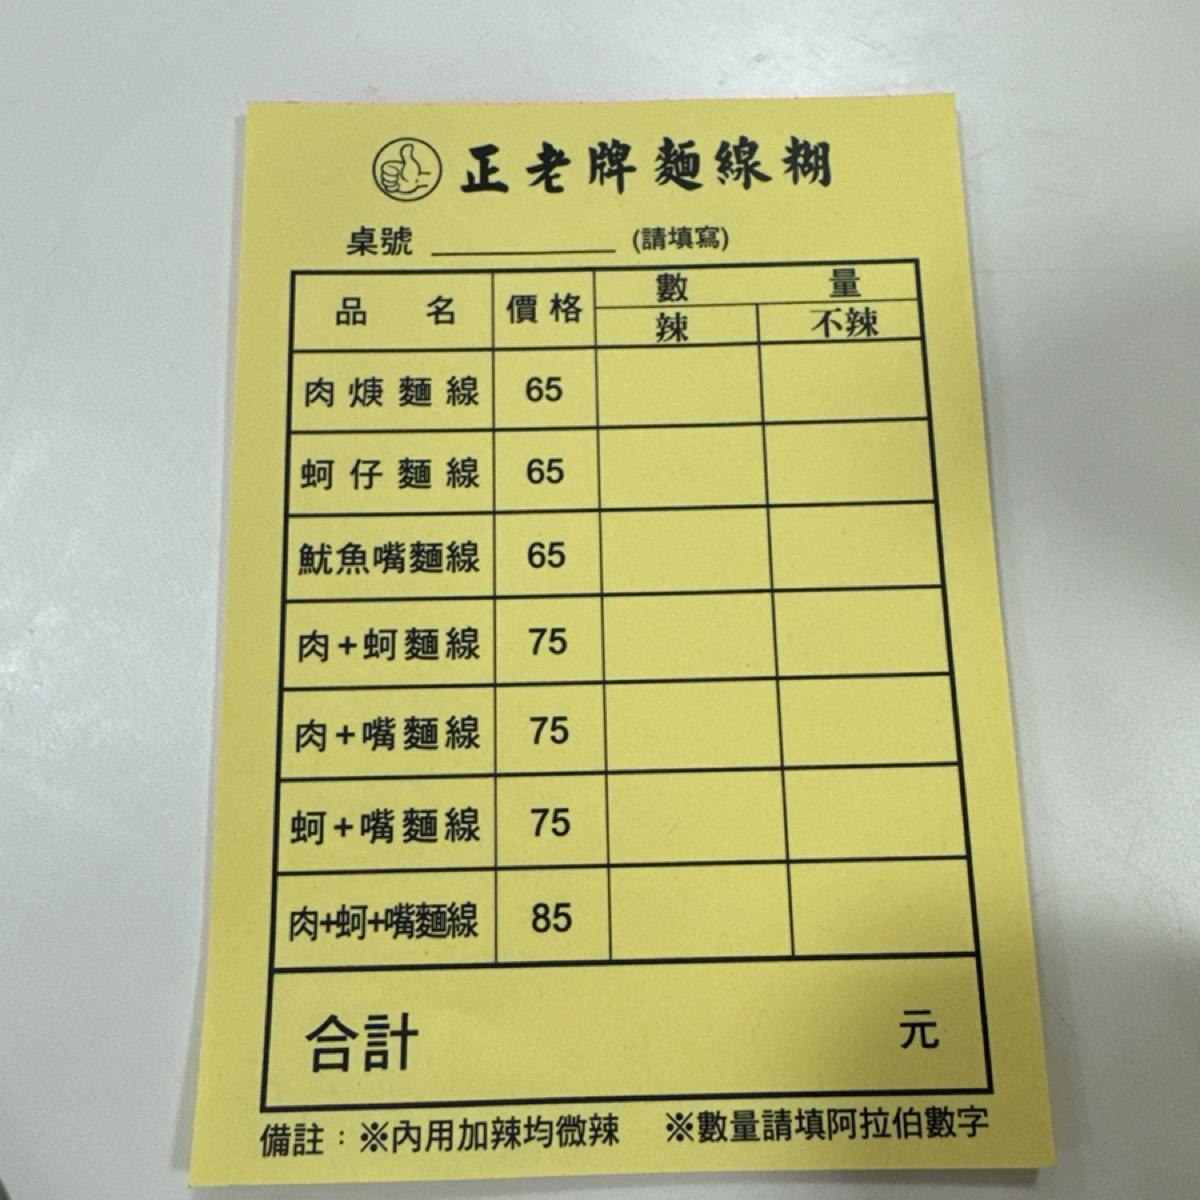 正老牌麵線糊
桌號 ________ (請填寫)
品名 價格 數量
辣 不辣
肉焿麵線 65
蚵仔麵線 65
魷魚嘴麵線 65
肉+蚵麵線 75
肉+嘴麵線 75
蚵+嘴麵線 75
肉+蚵+嘴麵線 85
合計 元
備註：※內用加辣均微辣 ※數量請填阿拉伯數字